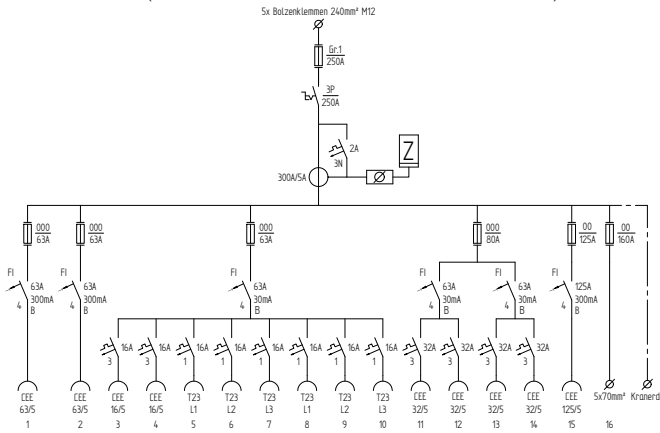 5x Bolzenklemmen 240mm² M12
Gr.1
250A
3P
250A
2A
3N
Z
300A/5A
000
63A
000
63A
000
63A
000
80A
00
125A
00
160A
FI
63A
300mA
4
B
FI
63A
300mA
4
B
FI
63A
30mA
4
B
FI
63A
30mA
4
B
FI
63A
30mA
4
B
FI
125A
300mA
4
B
16A 16A 16A 16A 16A 16A 16A 16A 32A 32A 32A 32A
3 3 1 1 1 1 1 1 3 3 3 3
CEE CEE CEE CEE T23 T23 T23 T23 T23 T23 CEE CEE CEE CEE CEE 5x70mm² Kranerd
63/5 63/5 16/5 16/5 L1 L2 L3 L1 L2 L3 32/5 32/5 32/5 32/5 125/5
1 2 3 4 5 6 7 8 9 10 11 12 13 14 15 16